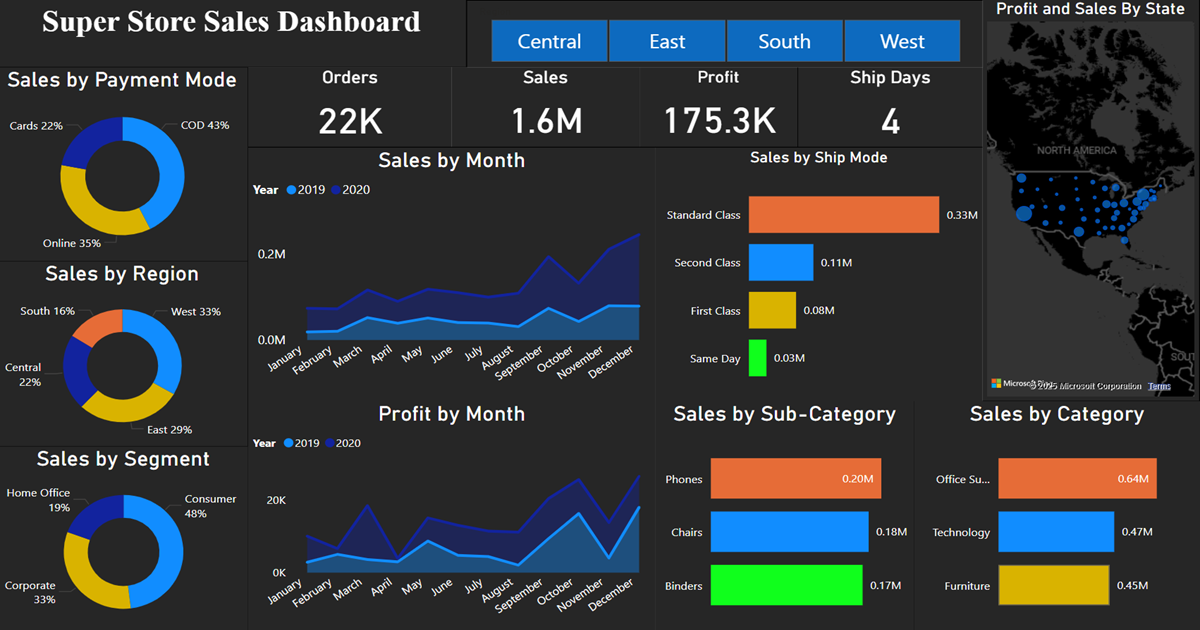 Super Store Sales Dashboard
Central
East
South
West
Profit and Sales By State
Sales by Payment Mode
Cards 22%
COD 43%
Online 35%
Orders
22K
Sales
1.6M
Profit
175.3K
Ship Days
4
Sales by Month
Year 2019 2020
0.2M
0.0M
January
February
March
April
May
June
July
August
September
October
November
December
Sales by Ship Mode
Standard Class
0.33M
Second Class
0.11M
First Class
0.08M
Same Day
0.03M
NORTH AMERICA
© 2025 Microsoft Corporation Terms
Sales by Region
South 16%
West 33%
Central
22%
East 29%
Sales by Segment
Home Office
19%
Consumer
48%
Corporate
33%
Profit by Month
Year 2019 2020
20K
0K
January
February
March
April
May
June
July
August
September
October
November
December
Sales by Sub-Category
Phones
0.20M
Chairs
0.18M
Binders
0.17M
Sales by Category
Office Su...
0.64M
Technology
0.47M
Furniture
0.45M